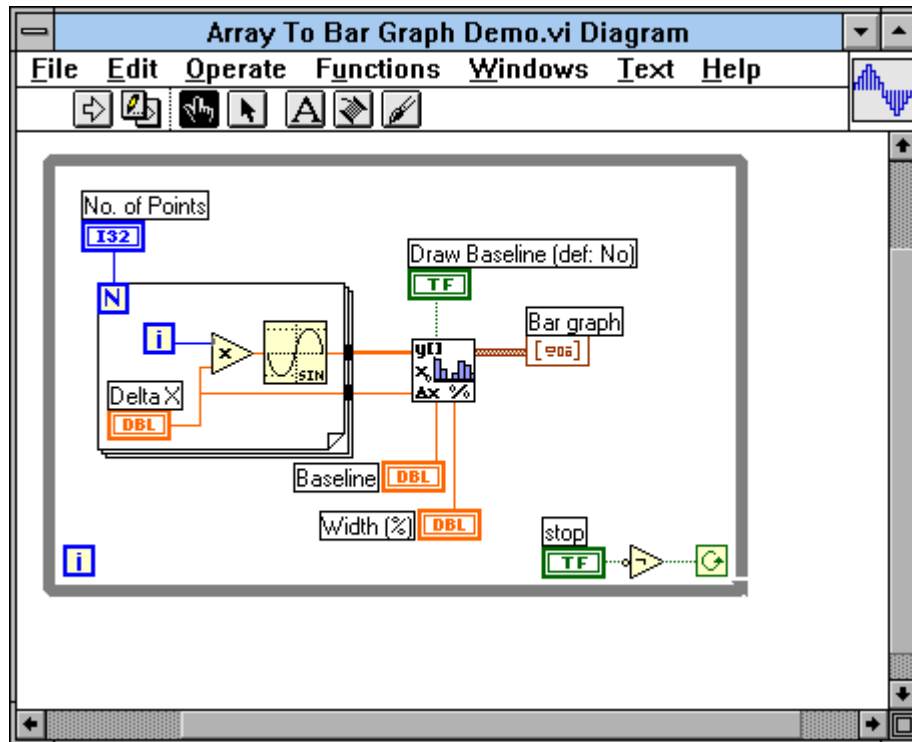 Array To Bar Graph Demo.vi Diagram
File Edit Operate Functions Windows Text Help
A
No. of Points
I32
N
i
x
SIN
Delta X
DBL
Draw Baseline (def: No)
TF
y[]
X₀
Δx %
Bar graph
Baseline
DBL
Width (%)
DBL
stop
TF
i